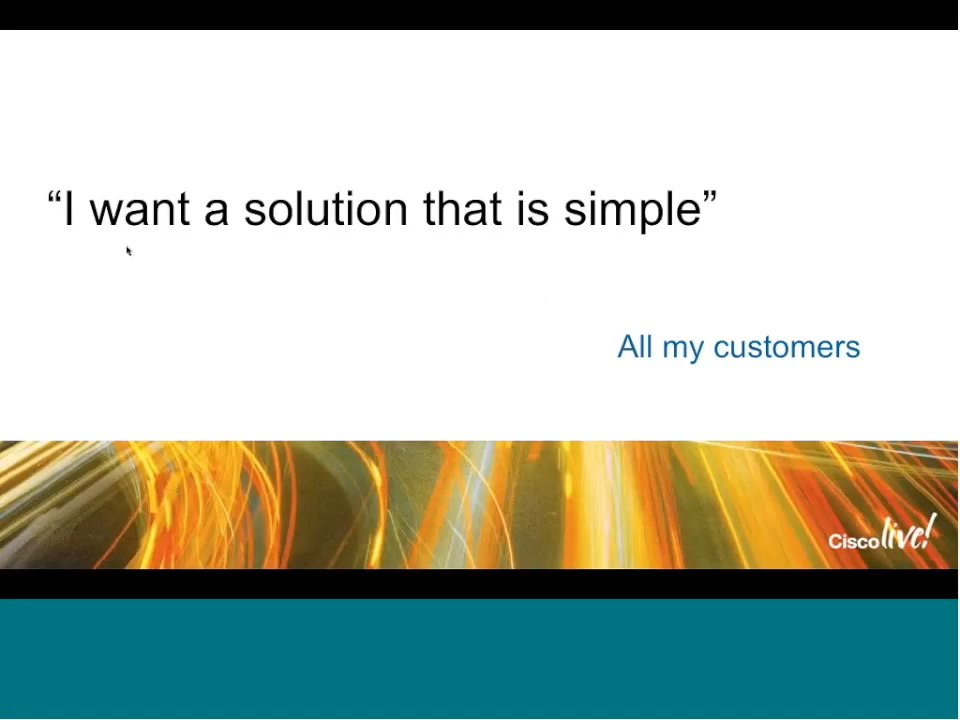 “I want a solution that is simple”
All my customers
Cisco live!